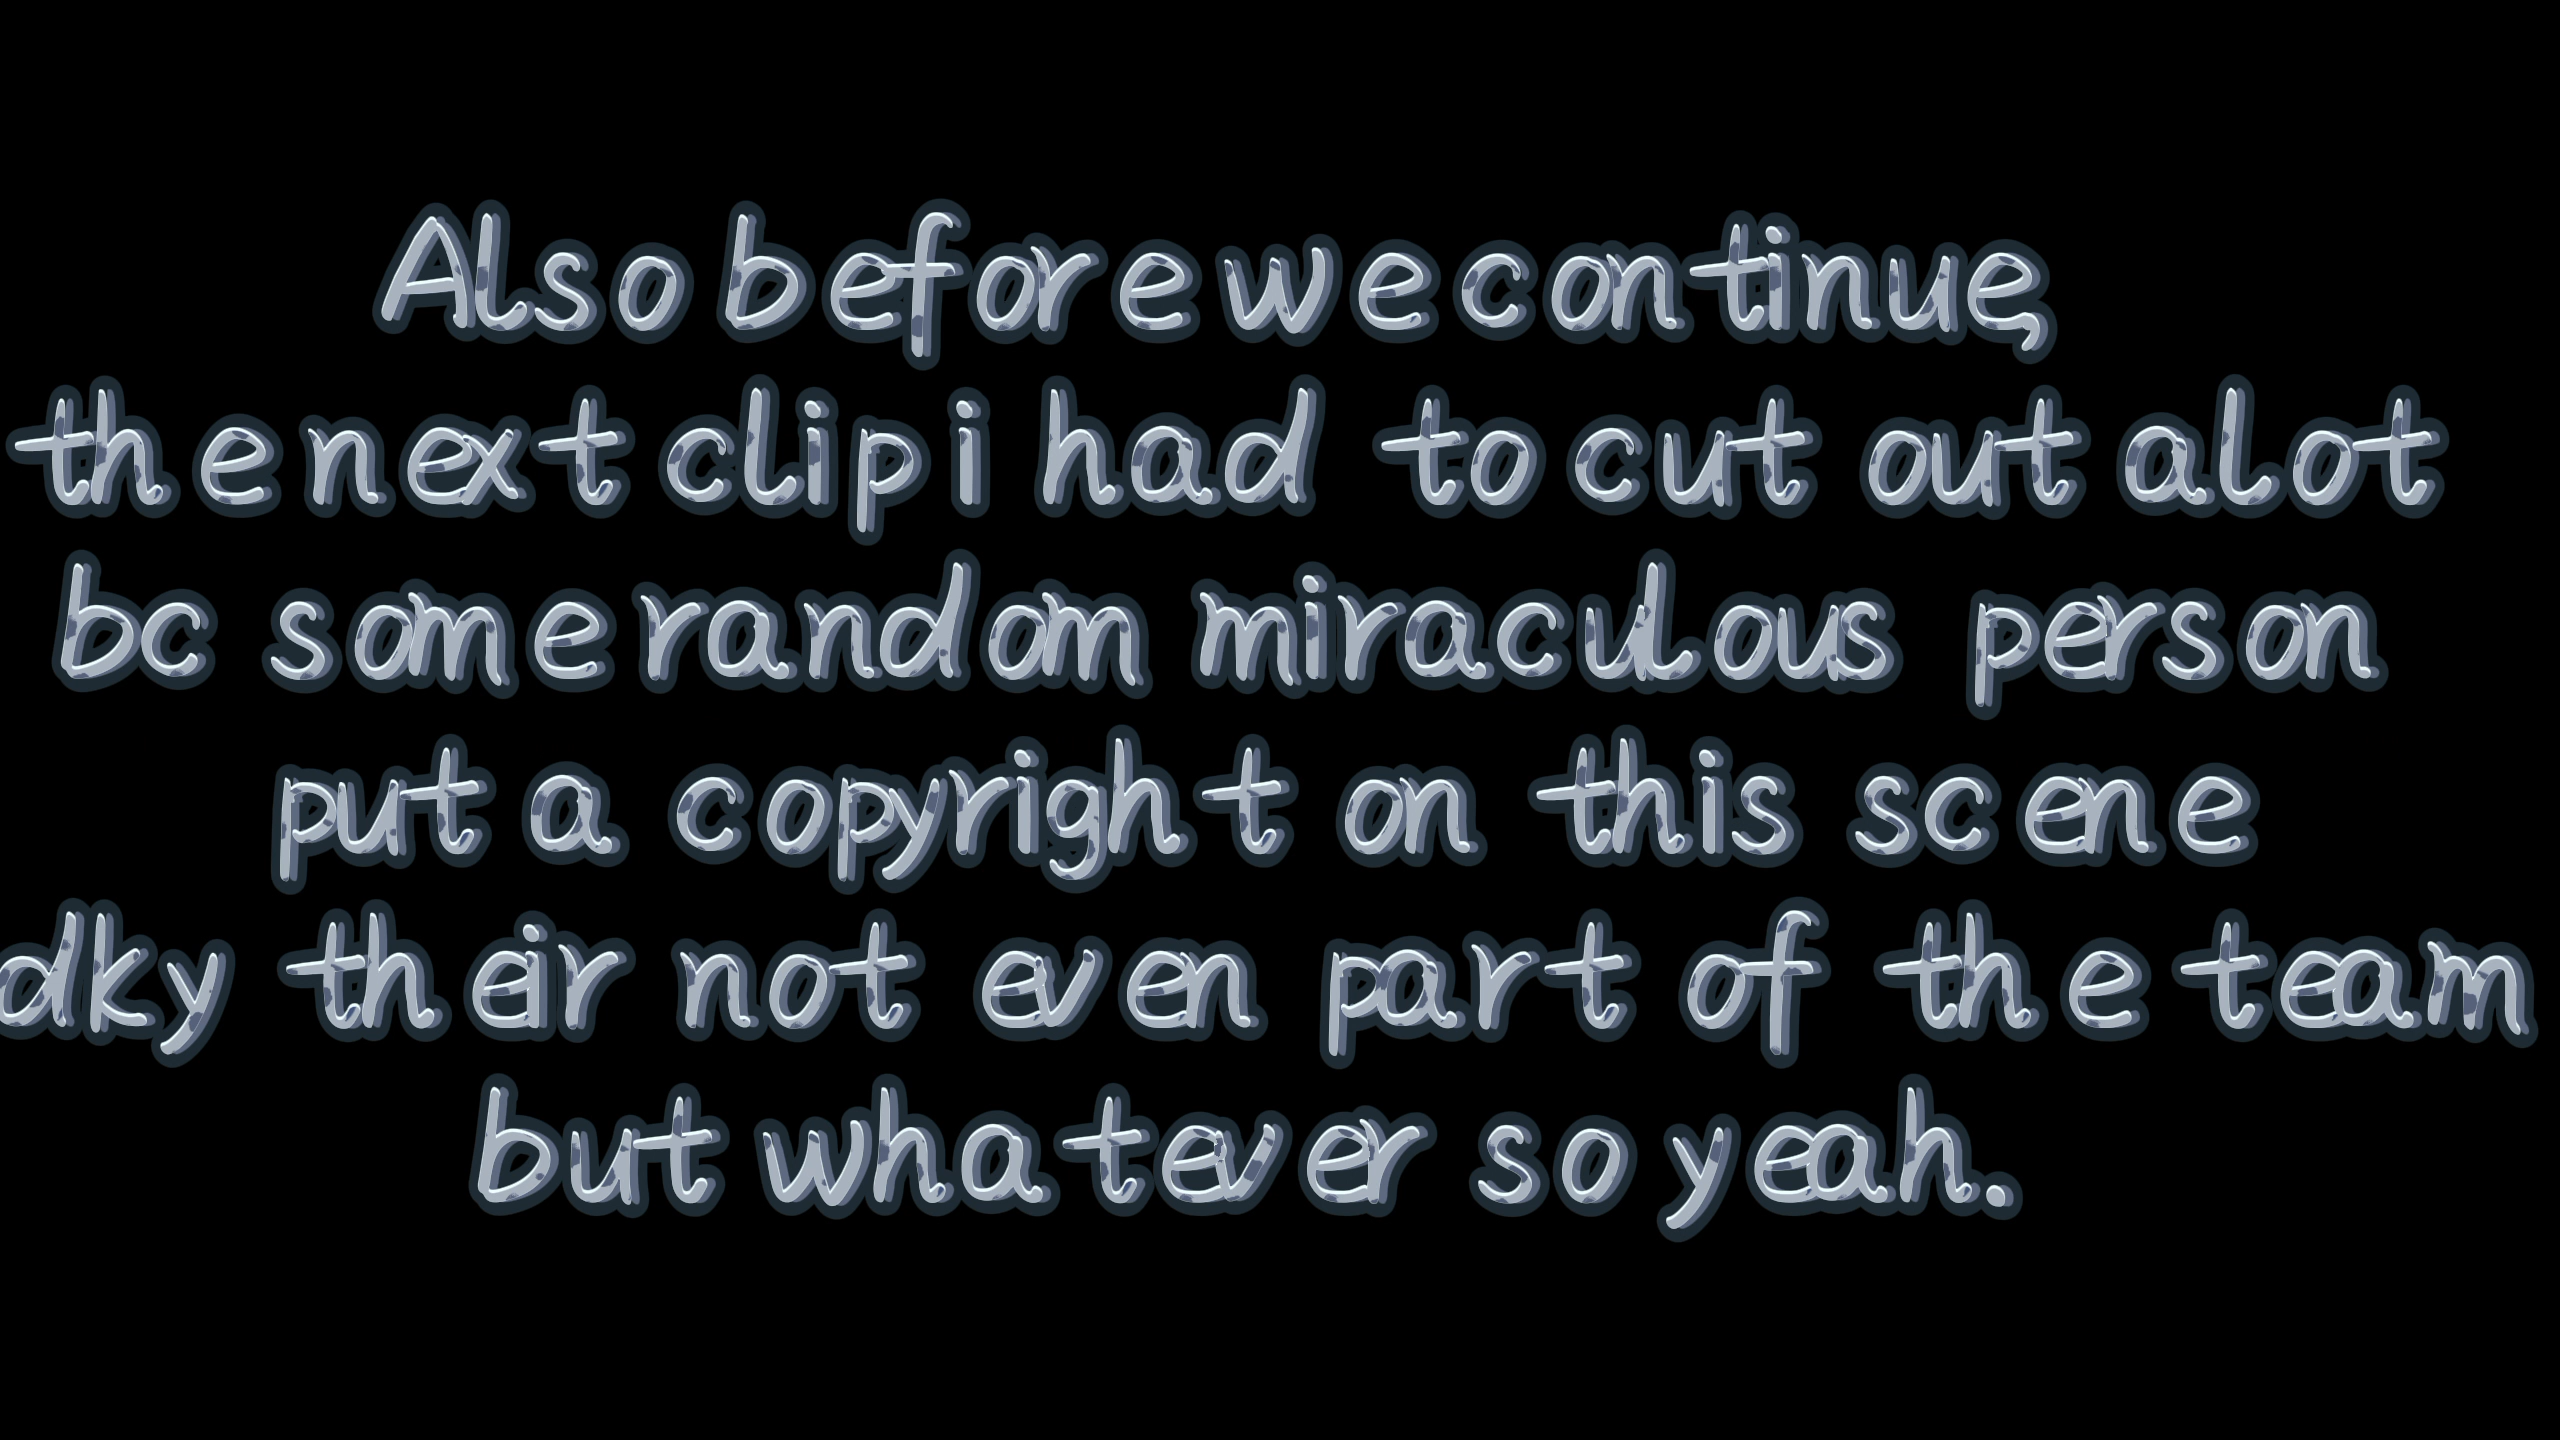 Also before we continue,
the next clip i had to cut out alot
bc some random miraculous person
put a copyright on this scene
dky their not even part of the team
but whatever so yeah.